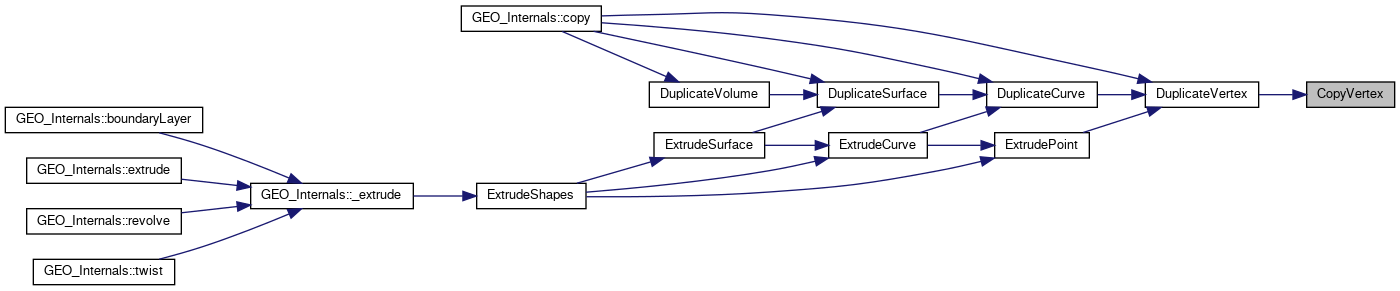 GEO_Internals::copy
DuplicateVolume
DuplicateSurface
DuplicateCurve
DuplicateVertex
CopyVertex
GEO_Internals::boundaryLayer
ExtrudeSurface
ExtrudeCurve
ExtrudePoint
GEO_Internals::extrude
GEO_Internals::_extrude
ExtrudeShapes
GEO_Internals::revolve
GEO_Internals::twist